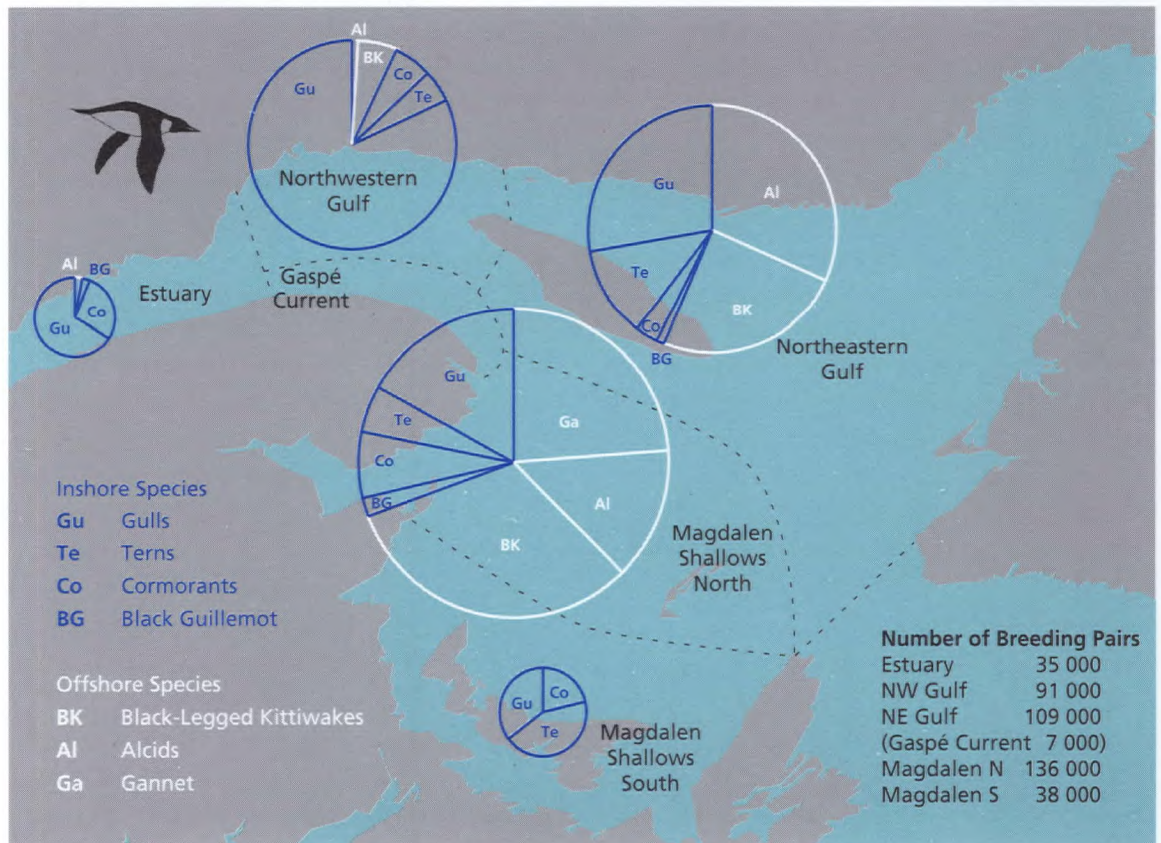 Al
BK
Co
Te
Gu
Northwestern
Gulf
Al
BK
BG
Co
Te
Gu
Northeastern
Gulf
Al
BG
Co
Gu
Estuary
Gaspé
Current
Ga
Al
BK
BG
Co
Te
Gu
Magdalen
Shallows
North
Co
Te
Gu
Magdalen
Shallows
South
Inshore Species
Gu Gulls
Te Terns
Co Cormorants
BG Black Guillemot
Offshore Species
BK Black-Legged Kittiwakes
Al Alcids
Ga Gannet
Number of Breeding Pairs
Estuary 35 000
NW Gulf 91 000
NE Gulf 109 000
(Gaspé Current 7 000)
Magdalen N 136 000
Magdalen S 38 000